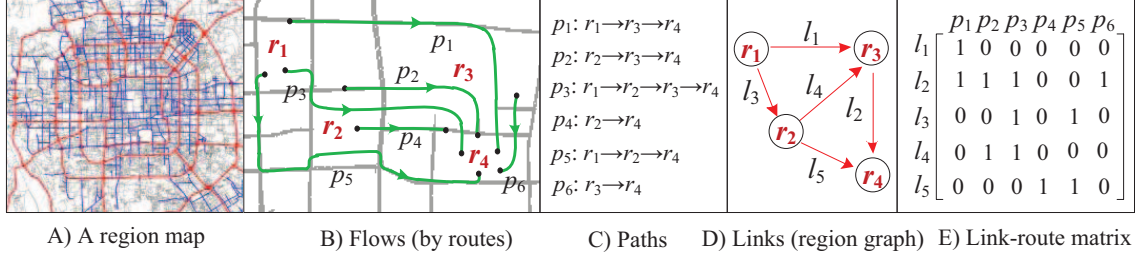 r1
p1
p2
r3
p3
r2
p4
r4
p5
p6
p1: r1→r3→r4
p2: r2→r3→r4
p3: r1→r2→r3→r4
p4: r2→r4
p5: r1→r2→r4
p6: r3→r4
r1 l1 r3
l3 l4 l2
r2
l5 r4
p1 p2 p3 p4 p5 p6
l1 1 0 0 0 0 0
l2 1 1 1 0 0 1
l3 0 0 1 0 1 0
l4 0 1 1 0 0 0
l5 0 0 0 1 1 0
A) A region map
B) Flows (by routes)
C) Paths
D) Links (region graph)
E) Link-route matrix